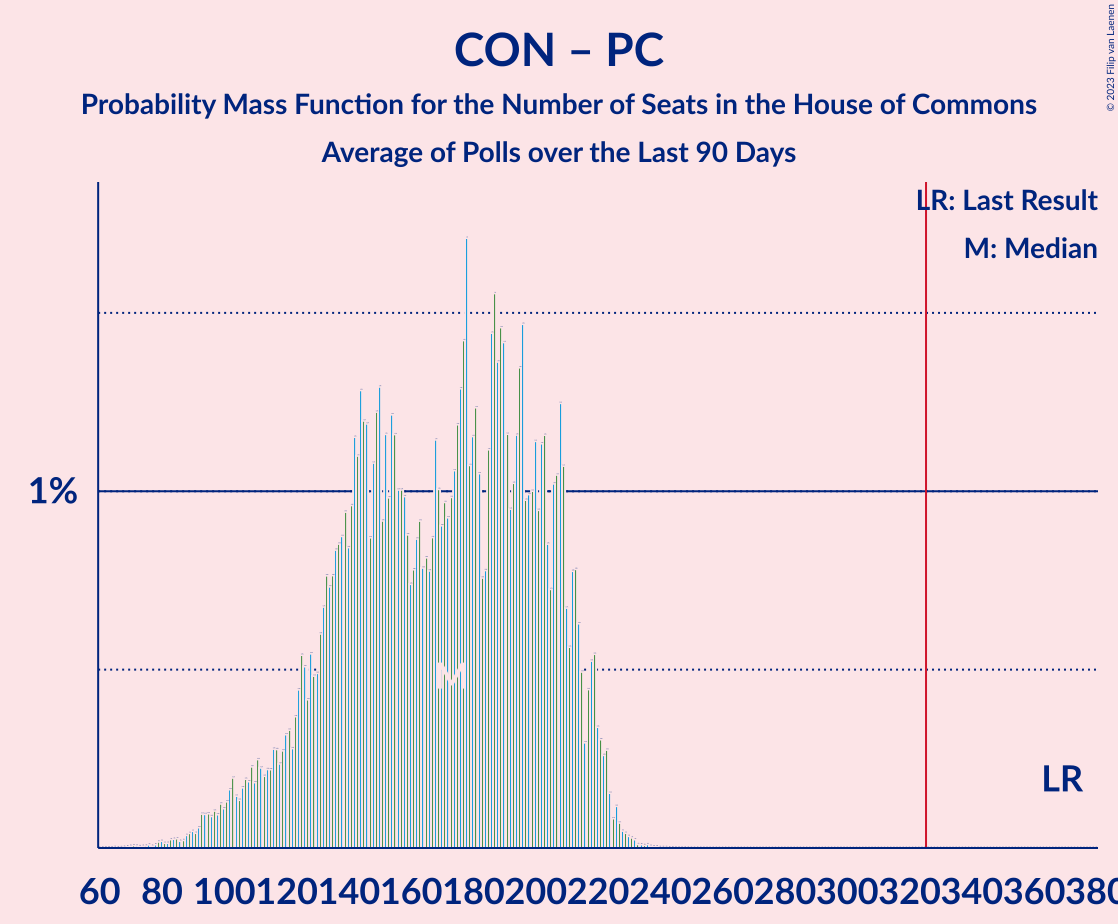 CON – PC
Probability Mass Function for the Number of Seats in the House of Commons
Average of Polls over the Last 90 Days
© 2023 Filip van Laenen
LR: Last Result
M: Median
1%
M
LR
60 80 100 120 140 160 180 200 220 240 260 280 300 320 340 360 380